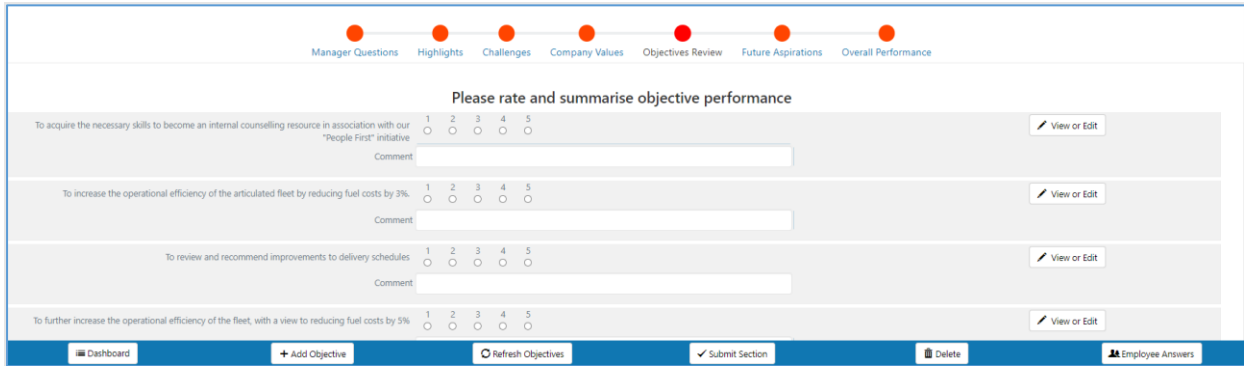 Manager Questions Highlights Challenges Company Values Objectives Review Future Aspirations Overall Performance
Please rate and summarise objective performance
To acquire the necessary skills to become an internal counselling resource in association with our
"People First" initiative
1 2 3 4 5
View or Edit
Comment
To increase the operational efficiency of the articulated fleet by reducing fuel costs by 3%.
1 2 3 4 5
View or Edit
Comment
To review and recommend improvements to delivery schedules
1 2 3 4 5
View or Edit
Comment
To further increase the operational efficiency of the fleet, with a view to reducing fuel costs by 5%
1 2 3 4 5
View or Edit
Dashboard Add Objective Refresh Objectives Submit Section Delete Employee Answers